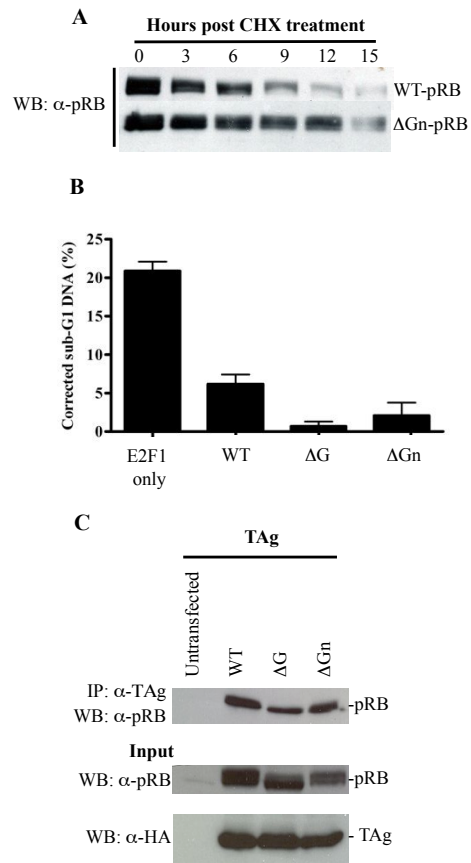 A
Hours post CHX treatment
0 3 6 9 12 15
WB: α-pRB
WT-pRB
ΔGn-pRB
B
Corrected sub-G1 DNA (%)
25
20
15
10
5
0
E2F1 only
WT
ΔG
ΔGn
C
TAg
Untransfected
WT
ΔG
ΔGn
IP: α-TAg
WB: α-pRB
-pRB
Input
WB: α-pRB
-pRB
WB: α-HA
- TAg